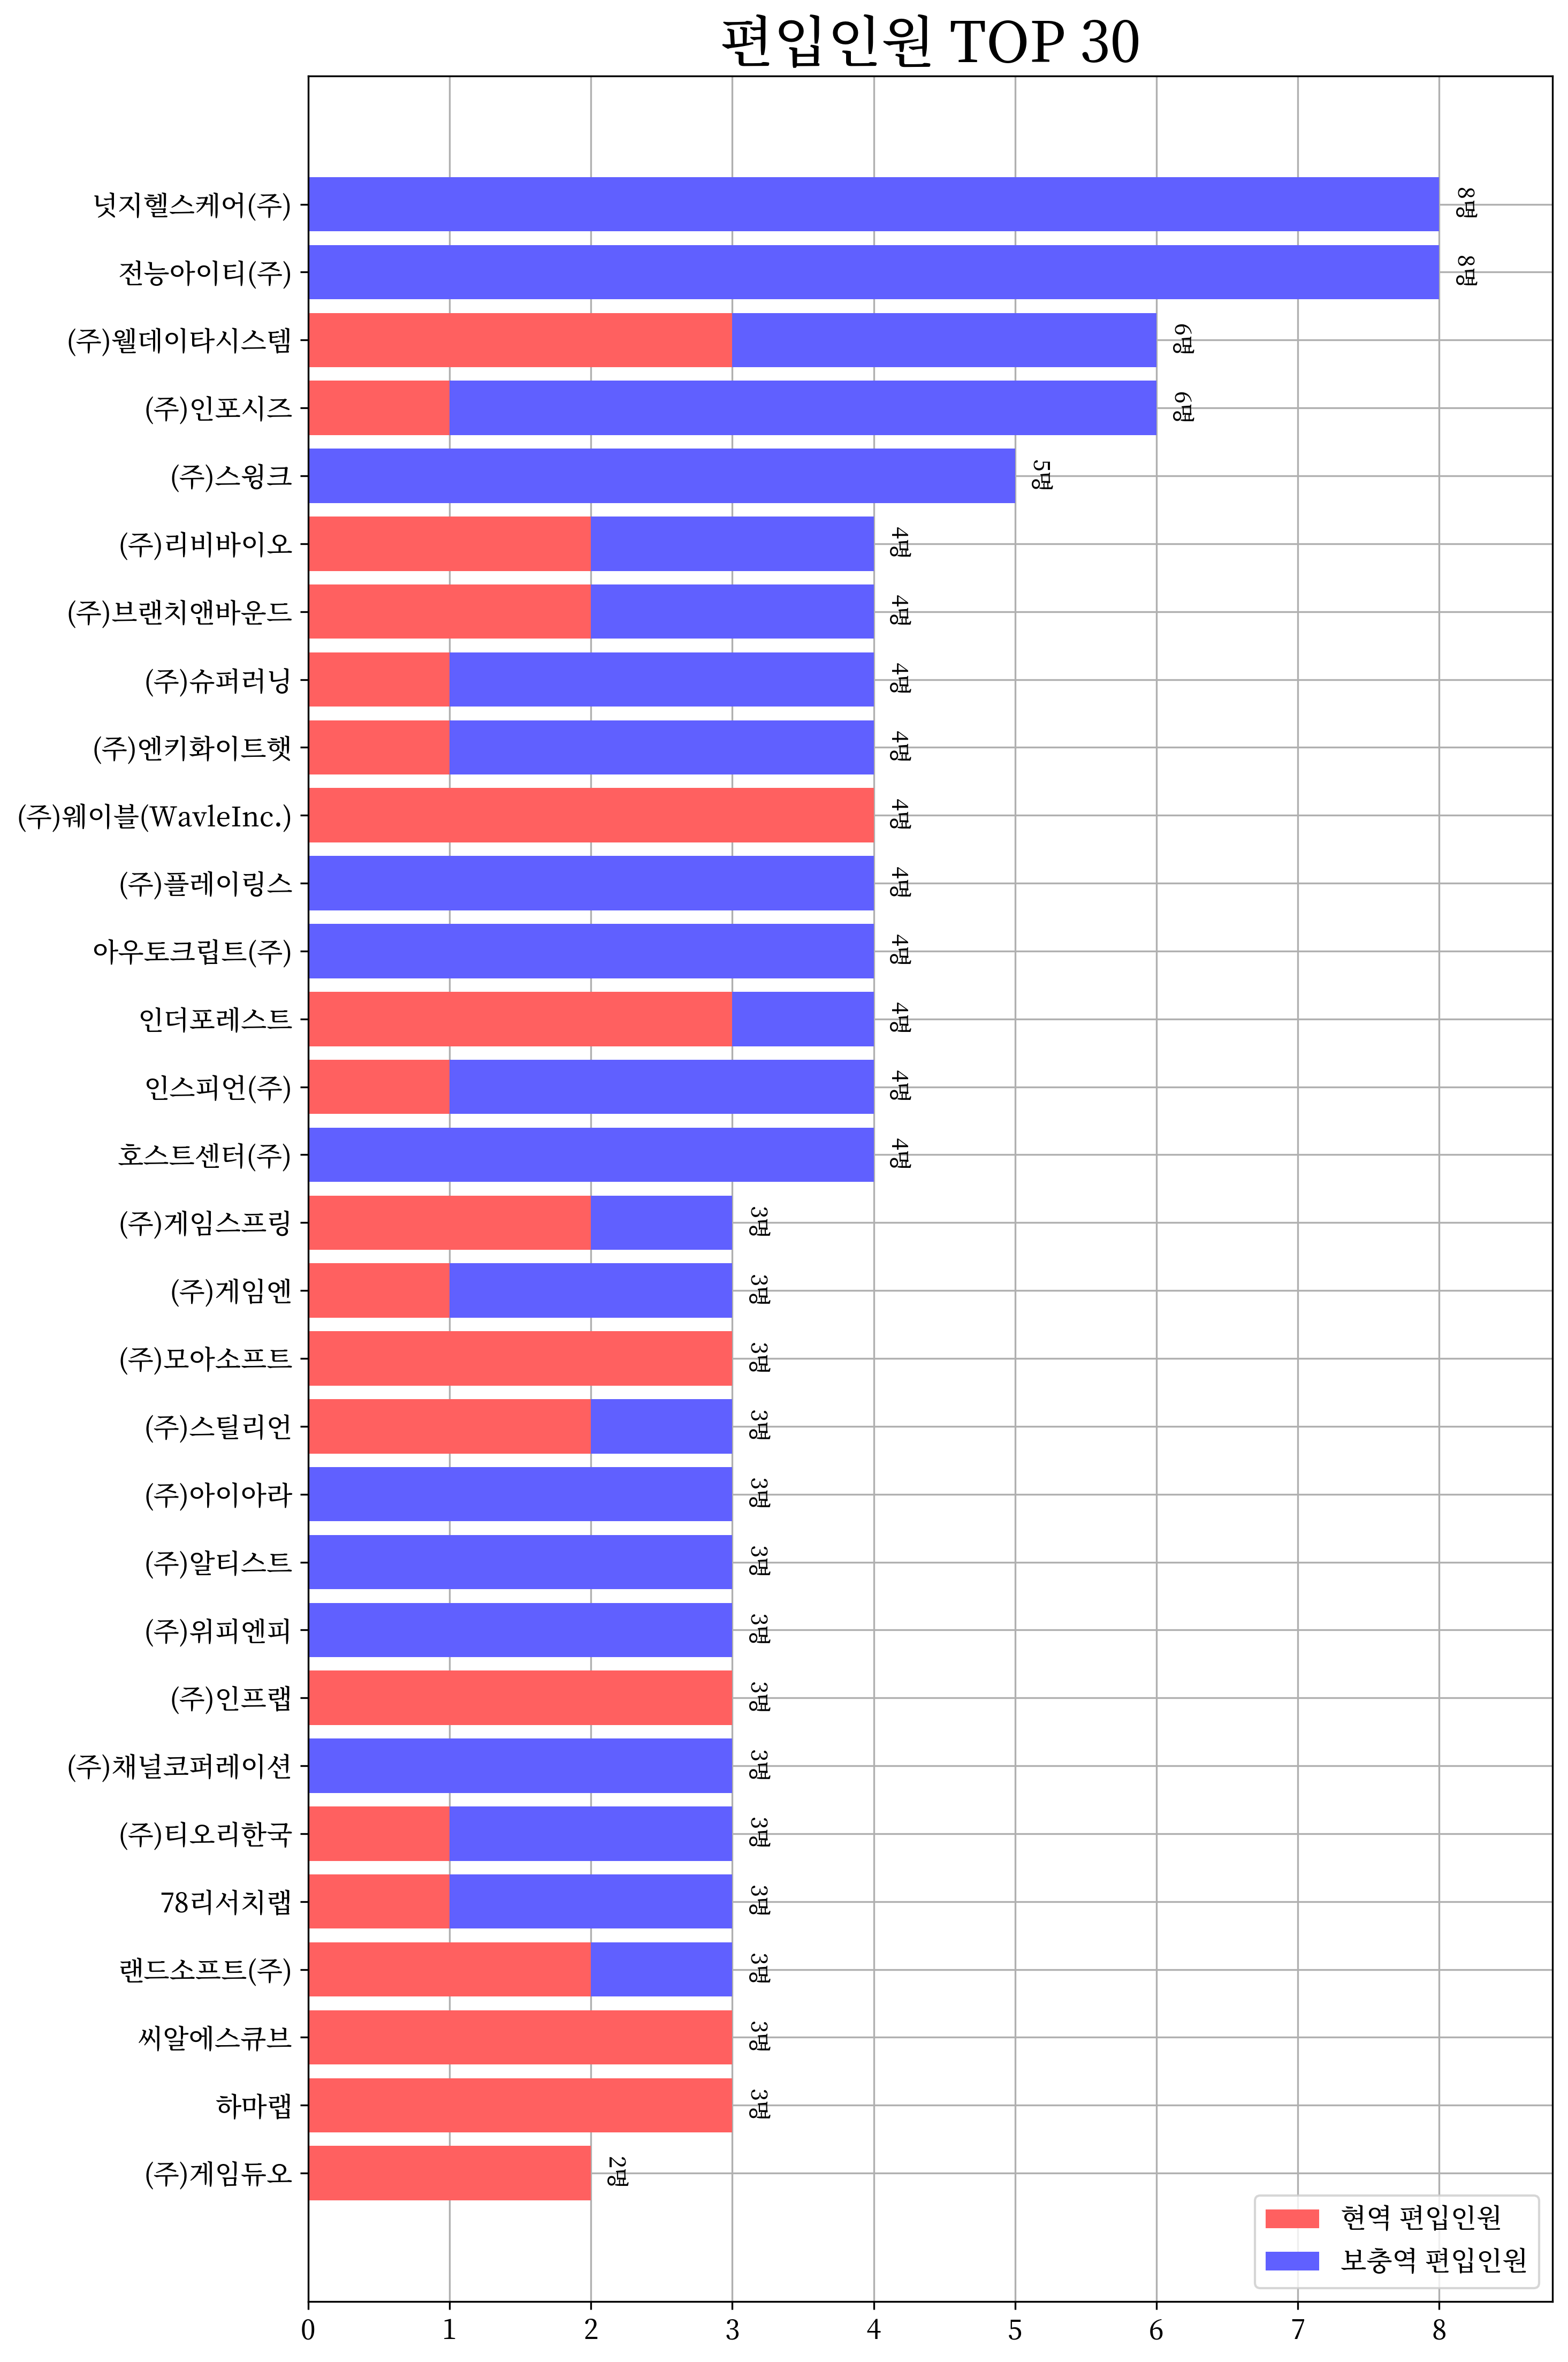 편입인원 TOP 30
넛지헬스케어(주) 8명
전능아이티(주) 8명
(주)웰데이타시스템 6명
(주)인포시즈 6명
(주)스윙크 5명
(주)리비바이오 4명
(주)브랜치앤바운드 4명
(주)슈퍼러닝 4명
(주)엔키화이트햇 4명
(주)웨이블(WavleInc.) 4명
(주)플레이링스 4명
아우토크립트(주) 4명
인더포레스트 4명
인스피언(주) 4명
호스트센터(주) 4명
(주)게임스프링 3명
(주)게임엔 3명
(주)모아소프트 3명
(주)스틸리언 3명
(주)아이아라 3명
(주)알티스트 3명
(주)위피엔피 3명
(주)인프랩 3명
(주)채널코퍼레이션 3명
(주)티오리한국 3명
78리서치랩 3명
랜드소프트(주) 3명
씨알에스큐브 3명
하마랩 3명
(주)게임듀오 2명
현역 편입인원
보충역 편입인원
0 1 2 3 4 5 6 7 8